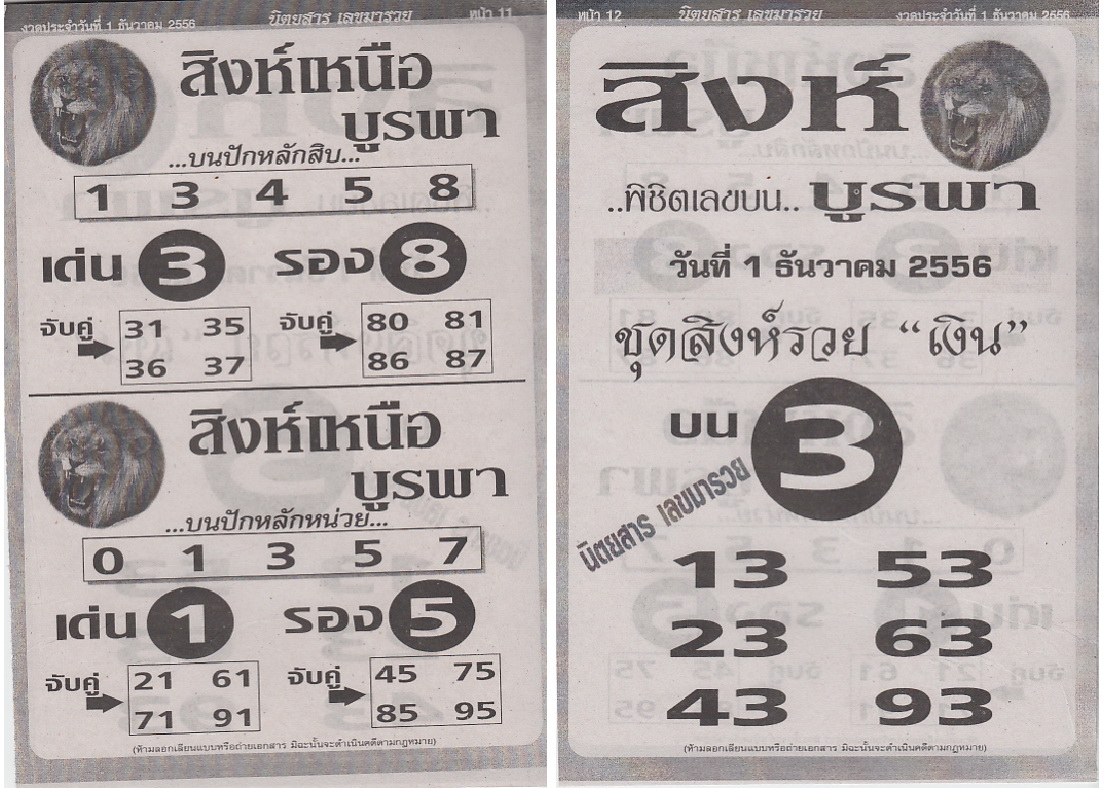 งวดประจำวันที่ 1 ธันวาคม 2556 นิตยสาร เลขมารวย หน้า 11
สิงห์เหนือ
บูรพา
...บนปักหลักสิบ...
1 3 4 5 8
เด่น 3 รอง 8
จับคู่ 31 35 จับคู่ 80 81
36 37 86 87
สิงห์เหนือ
บูรพา
...บนปักหลักหน่วย...
0 1 3 5 7
เด่น 1 รอง 5
จับคู่ 21 61 จับคู่ 45 75
71 91 85 95
(ห้ามลอกเลียนแบบหรือถ่ายเอกสาร มิฉะนั้นจะดำเนินคดีตามกฎหมาย)
หน้า 12 นิตยสาร เลขมารวย งวดประจำวันที่ 1 ธันวาคม 2556
สิงห์
..พิชิตเลขบน.. บูรพา
วันที่ 1 ธันวาคม 2556
ชุดสิงห์รวย “เงิน”
บน 3
นิตยสาร เลขมารวย
13 53
23 63
43 93
(ห้ามลอกเลียนแบบหรือถ่ายเอกสาร มิฉะนั้นจะดำเนินคดีตามกฎหมาย)